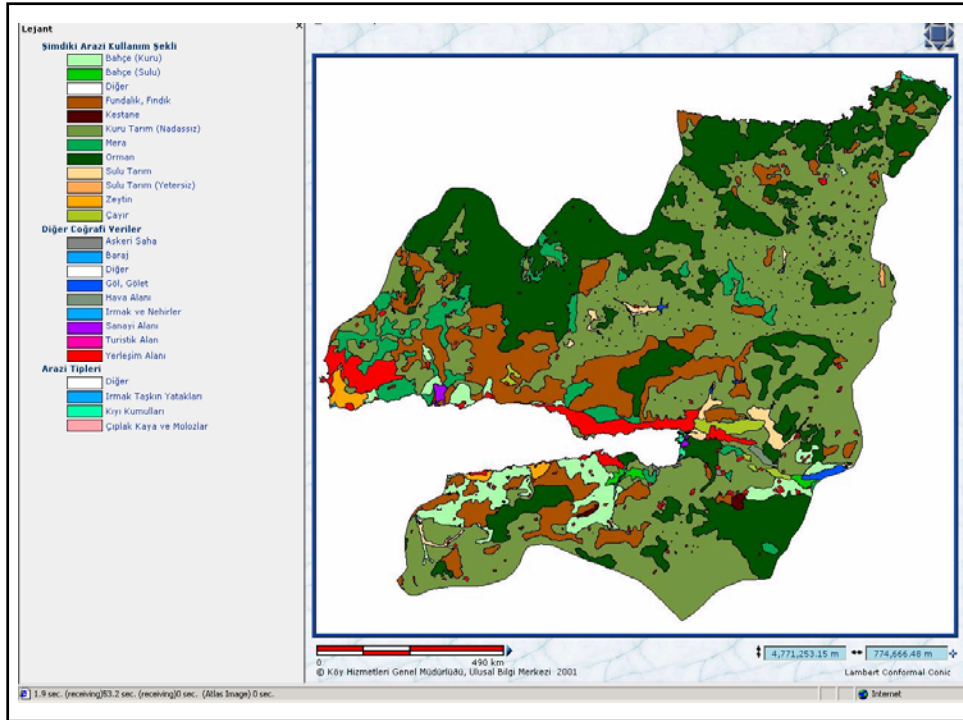 Lejant
x
Şimdiki Arazi Kullanım Şekli
Bahçe (Kuru)
Bahçe (Sulu)
Diğer
Fundalık, Fındık
Kestane
Kuru Tarım (Nadassız)
Mera
Orman
Sulu Tarım
Sulu Tarım (Yetersiz)
Zeytin
Çayır
Diğer Coğrafi Veriler
Askeri Saha
Baraj
Diğer
Göl, Gölet
Hava Alanı
Irmak ve Nehirler
Sanayi Alanı
Turistik Alan
Yerleşim Alanı
Arazi Tipleri
Diğer
Irmak Taşkın Yatakları
Kıyı Kumulları
Çıplak Kaya ve Molozlar
0 490 km
© Köy Hizmetleri Genel Müdürlüğü, Ulusal Bilgi Merkezi 2001
4,771,253.15 m 774,666.48 m
Lambert Conformal Conic
1.9 sec. (receiving)53.2 sec. (receiving)0 sec. (Atlas Image) 0 sec.
Internet